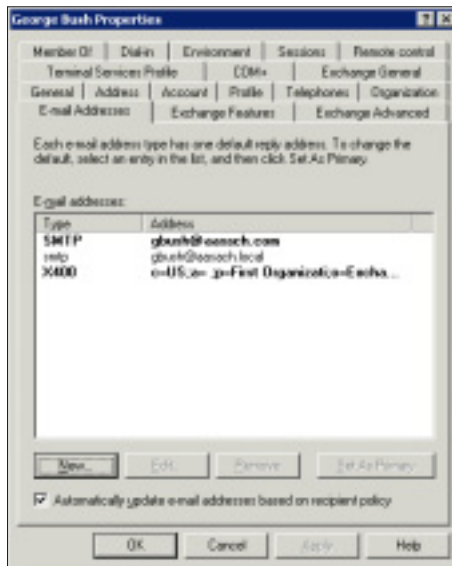 George Bush Properties
Member Of Dial-in Environment Sessions Remote control
Terminal Services Profile COM+ Exchange General
General Address Account Profile Telephones Organization
E-mail Addresses Exchange Features Exchange Advanced
Each e-mail address type has one default reply address. To change the
default, select an entry in the list, and then click Set As Primary.
E-mail addresses:
Type Address
SMTP gbush@aansch.com
smtp gbush@aansch.local
X400 c=US;a= ;p=First Organizati;o=Excha...
New... Edit... Remove Set As Primary
Automatically update e-mail addresses based on recipient policy
OK Cancel Apply Help